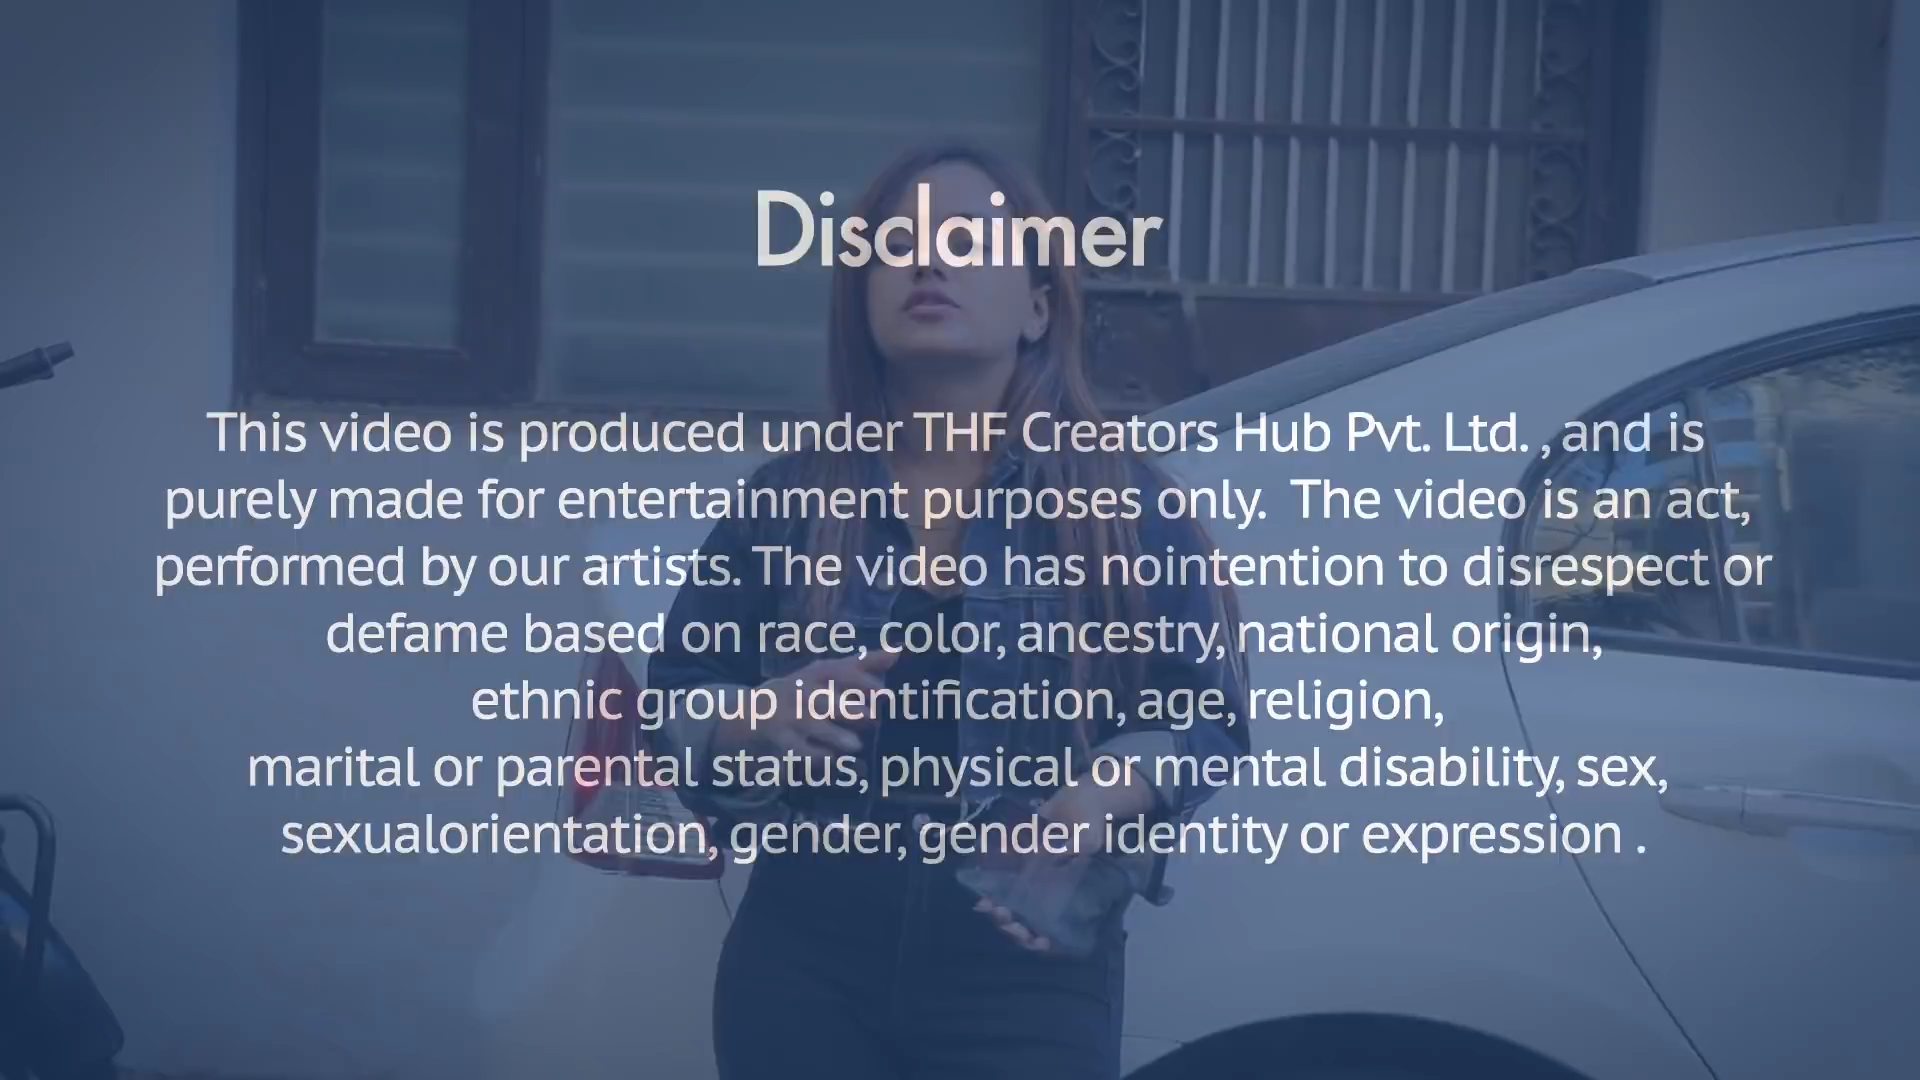 Disclaimer
This video is produced under THF Creators Hub Pvt. Ltd. , and is
purely made for entertainment purposes only.  The video is an act,
performed by our artists. The video has nointention to disrespect or
defame based on race, color, ancestry, national origin,
ethnic group identification, age, religion,
marital or parental status, physical or mental disability, sex,
sexualorientation, gender, gender identity or expression .